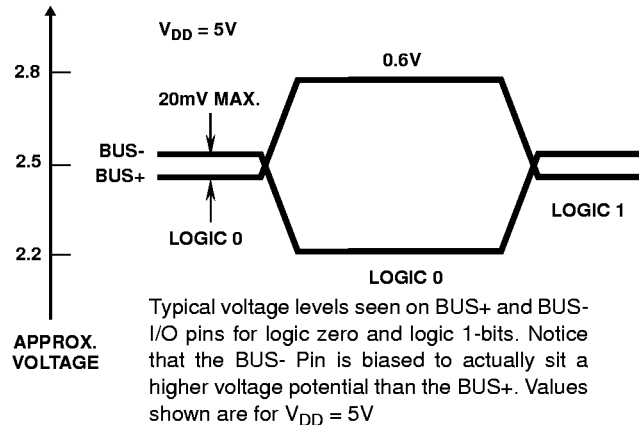 V_DD = 5V
2.8
0.6V
20mV MAX.
BUS-
2.5
BUS+
LOGIC 1
LOGIC 0
2.2
LOGIC 0
APPROX.
VOLTAGE
Typical voltage levels seen on BUS+ and BUS-
I/O pins for logic zero and logic 1-bits. Notice
that the BUS- Pin is biased to actually sit a
higher voltage potential than the BUS+. Values
shown are for V_DD = 5V